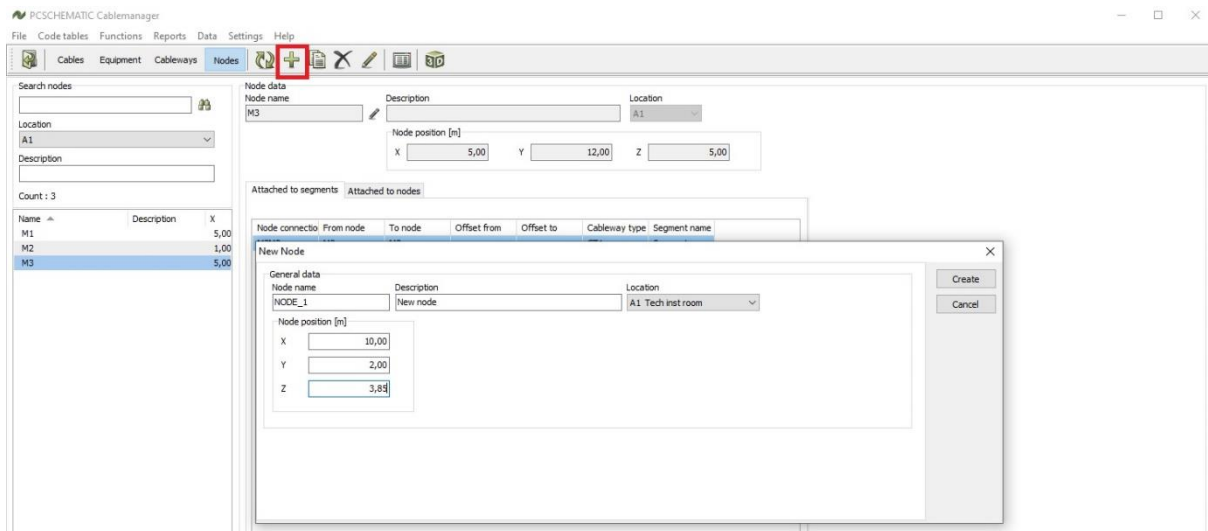 PCSCHEMATIC Cablemanager
File Code tables Functions Reports Data Settings Help
Cables Equipment Cableways Nodes 3D
Search nodes
Location
A1
Description
Count : 3
Name Description X
M1 5,00
M2 1,00
M3 5,00
Node data
Node name Description Location
M3 A1
Node position [m]
X 5,00 Y 12,00 Z 5,00
Attached to segments Attached to nodes
Node connectio From node To node Offset from Offset to Cableway type Segment name
New Node
General data
Node name Description Location
NODE_1 New node A1 Tech inst room
Node position [m]
X 10,00
Y 2,00
Z 3,85
Create
Cancel